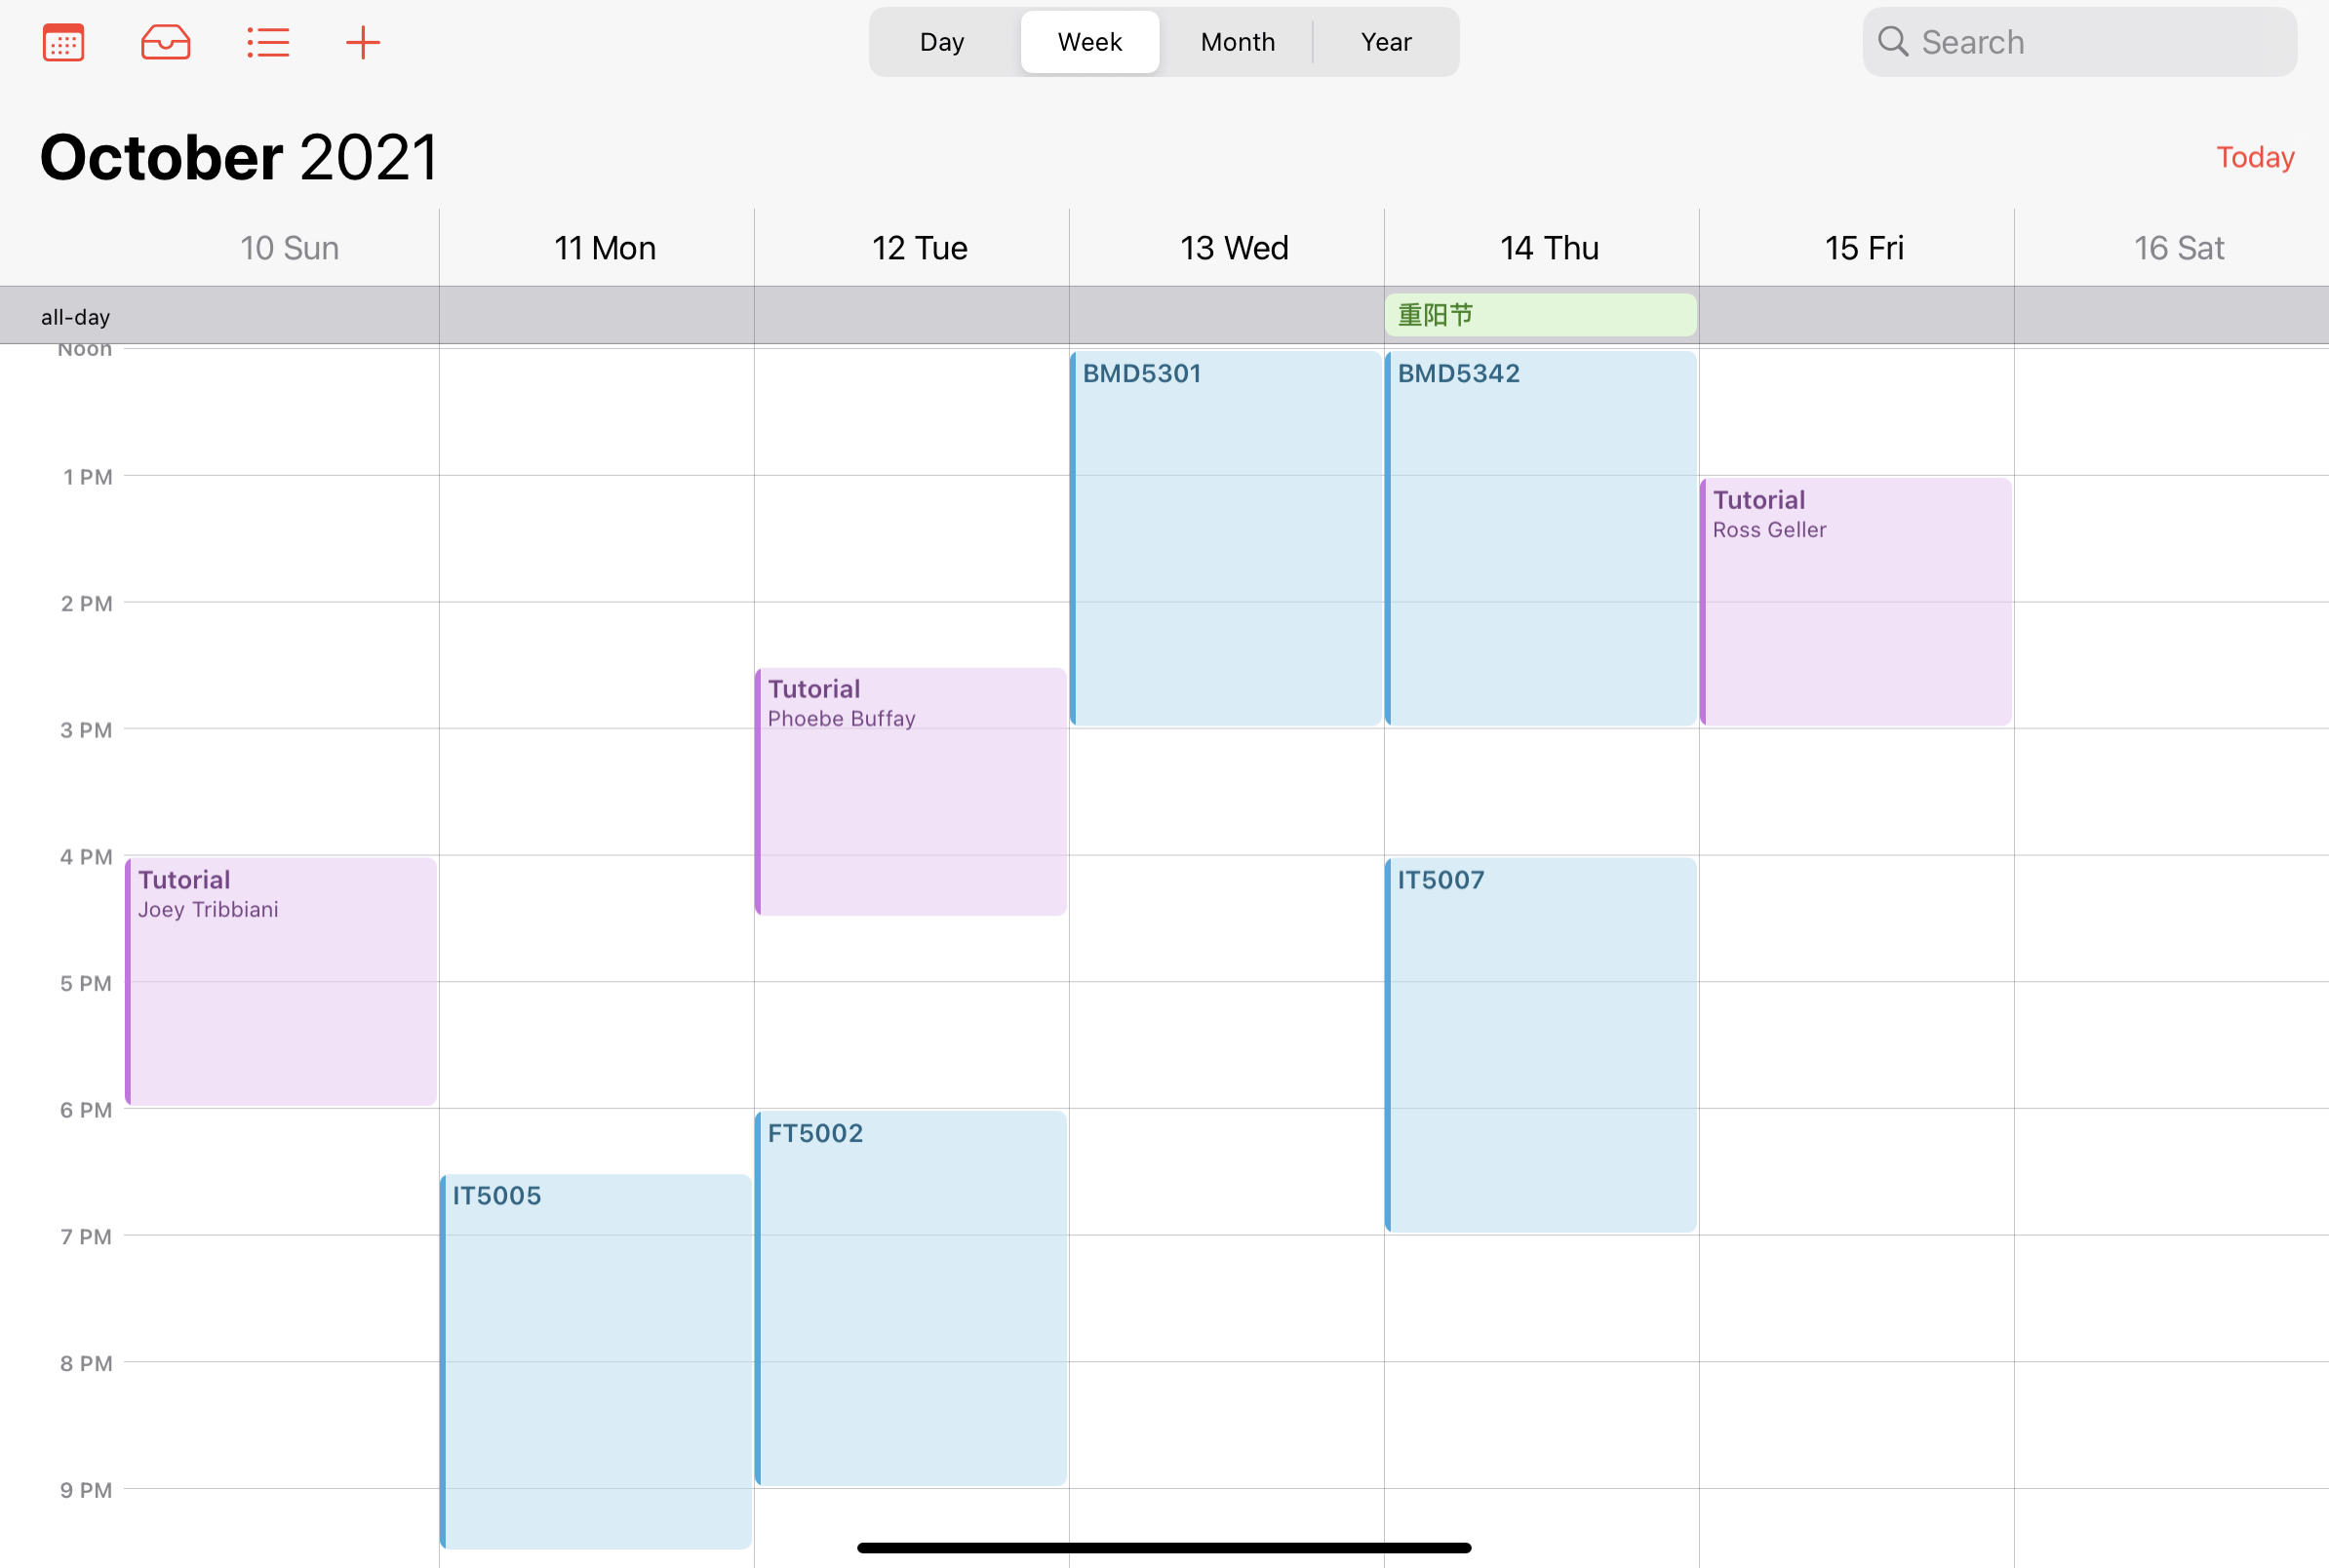 Day
Week
Month
Year
Search
October 2021
Today
10 Sun
11 Mon
12 Tue
13 Wed
14 Thu
15 Fri
16 Sat
all-day
重阳节
Noon
BMD5301
BMD5342
1 PM
Tutorial
Ross Geller
2 PM
Tutorial
Phoebe Buffay
3 PM
4 PM
Tutorial
Joey Tribbiani
IT5007
5 PM
6 PM
FT5002
IT5005
7 PM
8 PM
9 PM